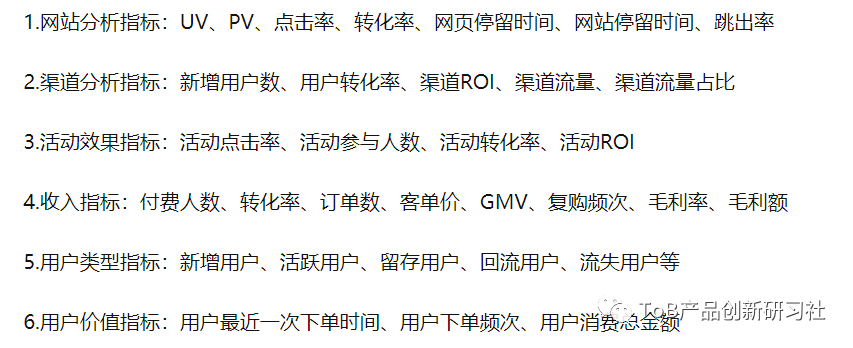 1.网站分析指标：UV、PV、点击率、转化率、网页停留时间、网站停留时间、跳出率
2.渠道分析指标：新增用户数、用户转化率、渠道ROI、渠道流量、渠道流量占比
3.活动效果指标：活动点击率、活动参与人数、活动转化率、活动ROI
4.收入指标：付费人数、转化率、订单数、客单价、GMV、复购频次、毛利率、毛利额
5.用户类型指标：新增用户、活跃用户、留存用户、回流用户、流失用户等
ToB产品创新研习社
6.用户价值指标：用户最近一次下单时间、用户下单频次、用户消费总金额